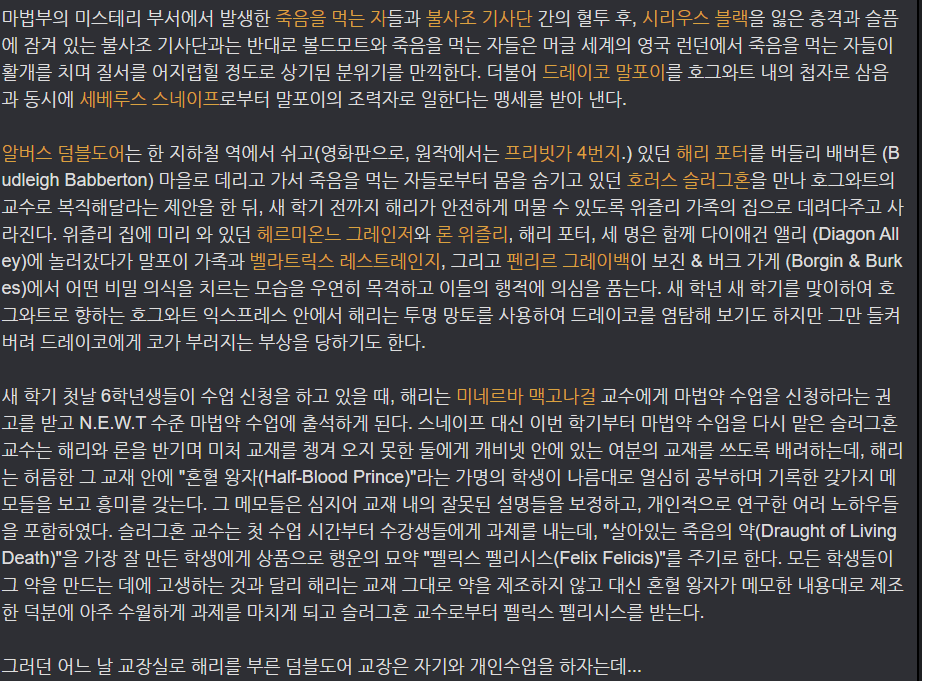 마법부의 미스테리 부서에서 발생한 죽음을 먹는 자들과 불사조 기사단 간의 혈투 후, 시리우스 블랙을 잃은 충격과 슬픔
에 잠겨 있는 불사조 기사단과는 반대로 볼드모트와 죽음을 먹는 자들은 머글 세계의 영국 런던에서 죽음을 먹는 자들이
활개를 치며 질서를 어지럽힐 정도로 상기된 분위기를 만끽한다. 더불어 드레이코 말포이를 호그와트 내의 첩자로 삼음
과 동시에 세베루스 스네이프로부터 말포이의 조력자로 일한다는 맹세를 받아 낸다.
알버스 덤블도어는 한 지하철 역에서 쉬고(영화판으로, 원작에서는 프리빗가 4번지.) 있던 해리 포터를 버들리 배버튼 (B
udleigh Babberton) 마을로 데리고 가서 죽음을 먹는 자들로부터 몸을 숨기고 있던 호러스 슬러그혼을 만나 호그와트의
교수로 복직해달라는 제안을 한 뒤, 새 학기 전까지 해리가 안전하게 머물 수 있도록 위즐리 가족의 집으로 데려다주고 사
라진다. 위즐리 집에 미리 와 있던 헤르미온느 그레인저와 론 위즐리, 해리 포터, 세 명은 함께 다이애건 앨리 (Diagon All
ey)에 놀러갔다가 말포이 가족과 벨라트릭스 레스트레인지, 그리고 펜리르 그레이백이 보진 & 버크 가게 (Borgin & Burk
es)에서 어떤 비밀 의식을 치르는 모습을 우연히 목격하고 이들의 행적에 의심을 품는다. 새 학년 새 학기를 맞이하여 호
그와트로 향하는 호그와트 익스프레스 안에서 해리는 투명 망토를 사용하여 드레이코를 염탐해 보기도 하지만 그만 들켜
버려 드레이코에게 코가 부러지는 부상을 당하기도 한다.
새 학기 첫날 6학년생들이 수업 신청을 하고 있을 때, 해리는 미네르바 맥고나걸 교수에게 마법약 수업을 신청하라는 권
고를 받고 N.E.W.T 수준 마법약 수업에 출석하게 된다. 스네이프 대신 이번 학기부터 마법약 수업을 다시 맡은 슬러그혼
교수는 해리와 론을 반기며 미처 교재를 챙겨 오지 못한 둘에게 캐비넷 안에 있는 여분의 교재를 쓰도록 배려하는데, 해리
는 허름한 그 교재 안에 "혼혈 왕자(Half-Blood Prince)"라는 가명의 학생이 나름대로 열심히 공부하며 기록한 갖가지 메
모들을 보고 흥미를 갖는다. 그 메모들은 심지어 교재 내의 잘못된 설명들을 보정하고, 개인적으로 연구한 여러 노하우들
을 포함하였다. 슬러그혼 교수는 첫 수업 시간부터 수강생들에게 과제를 내는데, "살아있는 죽음의 약(Draught of Living
Death)"을 가장 잘 만든 학생에게 상품으로 행운의 묘약 "펠릭스 펠리시스(Felix Felicis)"를 주기로 한다. 모든 학생들이
그 약을 만드는 데에 고생하는 것과 달리 해리는 교재 그대로 약을 제조하지 않고 대신 혼혈 왕자가 메모한 내용대로 제조
한 덕분에 아주 수월하게 과제를 마치게 되고 슬러그혼 교수로부터 펠릭스 펠리시스를 받는다.
그러던 어느 날 교장실로 해리를 부른 덤블도어 교장은 자기와 개인수업을 하자는데...